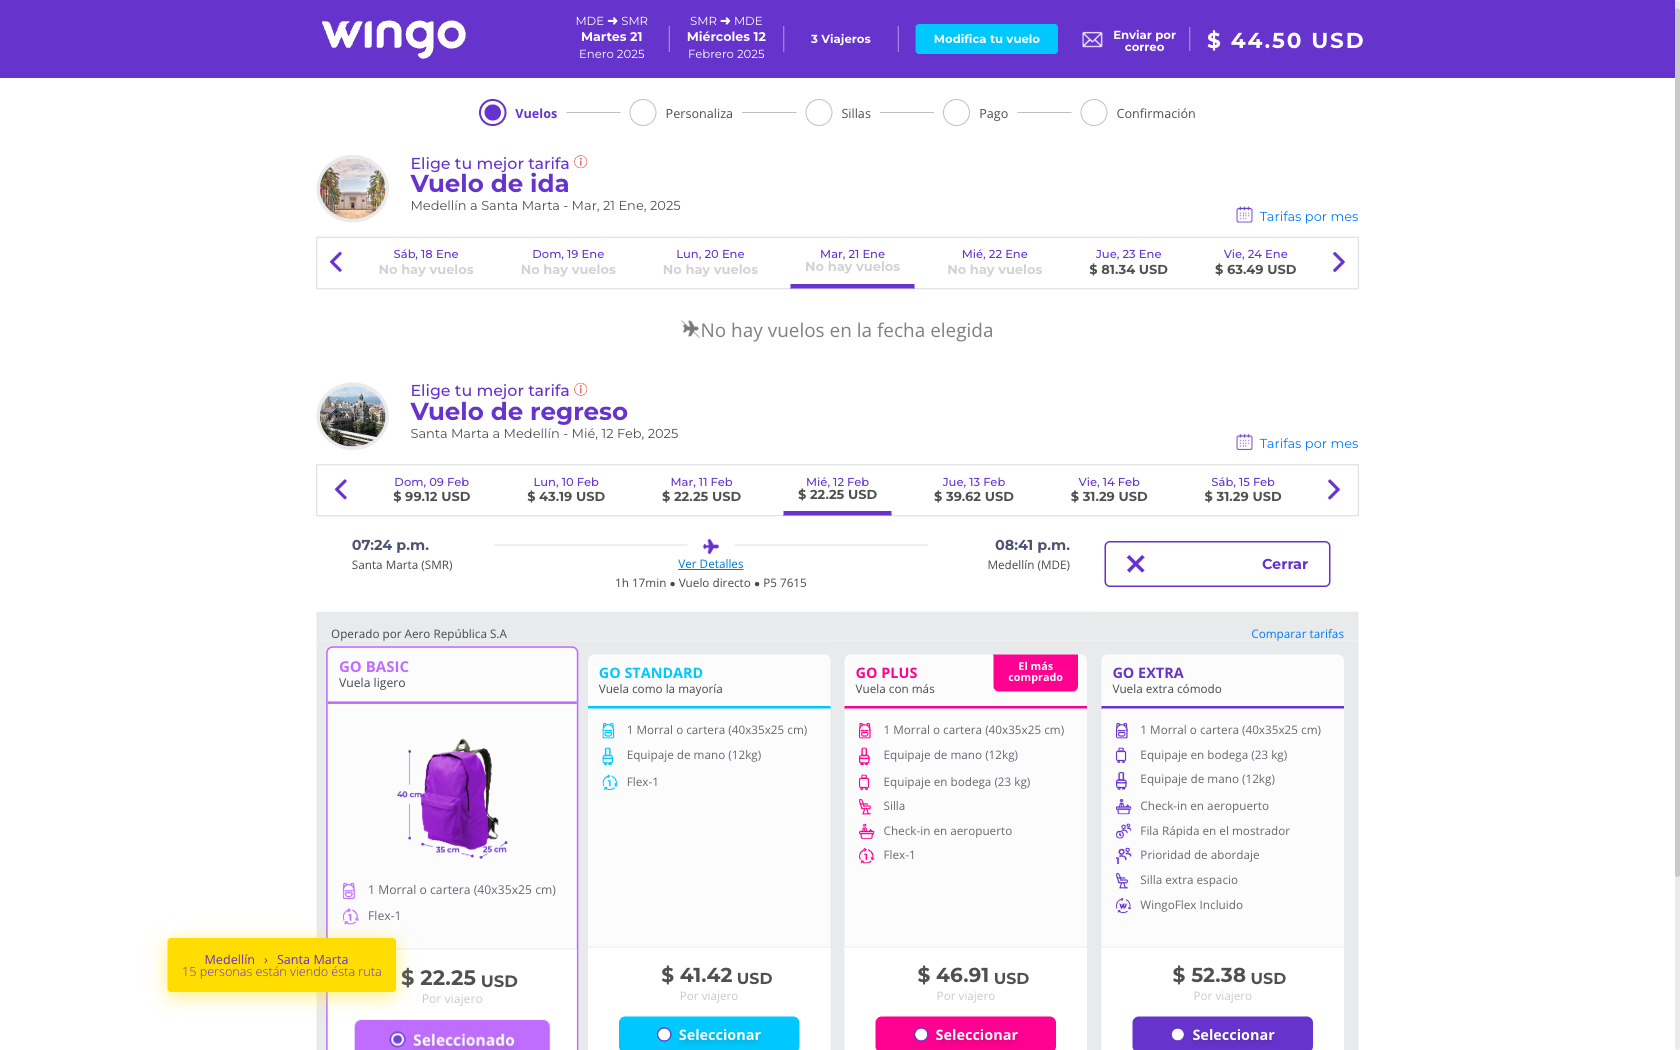 wingo
MDE ➔ SMR
Martes 21
Enero 2025
SMR ➔ MDE
Miércoles 12
Febrero 2025
3 Viajeros
Modifica tu vuelo
Enviar por
correo
$ 44.50 USD
Vuelos
Personaliza
Sillas
Pago
Confirmación
Elige tu mejor tarifa
Vuelo de ida
Medellín a Santa Marta - Mar, 21 Ene, 2025
Tarifas por mes
Sáb, 18 Ene
No hay vuelos
Dom, 19 Ene
No hay vuelos
Lun, 20 Ene
No hay vuelos
Mar, 21 Ene
No hay vuelos
Mié, 22 Ene
No hay vuelos
Jue, 23 Ene
$ 81.34 USD
Vie, 24 Ene
$ 63.49 USD
No hay vuelos en la fecha elegida
Elige tu mejor tarifa
Vuelo de regreso
Santa Marta a Medellín - Mié, 12 Feb, 2025
Tarifas por mes
Dom, 09 Feb
$ 99.12 USD
Lun, 10 Feb
$ 43.19 USD
Mar, 11 Feb
$ 22.25 USD
Mié, 12 Feb
$ 22.25 USD
Jue, 13 Feb
$ 39.62 USD
Vie, 14 Feb
$ 31.29 USD
Sáb, 15 Feb
$ 31.29 USD
07:24 p.m.
Santa Marta (SMR)
Ver Detalles
1h 17min ● Vuelo directo ● P5 7615
08:41 p.m.
Medellín (MDE)
Cerrar
Operado por Aero República S.A
Comparar tarifas
GO BASIC
Vuela ligero
40 cm
35 cm
25 cm
1 Morral o cartera (40x35x25 cm)
Flex-1
$ 22.25 USD
Por viajero
Seleccionado
GO STANDARD
Vuela como la mayoría
1 Morral o cartera (40x35x25 cm)
Equipaje de mano (12kg)
Flex-1
$ 41.42 USD
Por viajero
Seleccionar
GO PLUS
Vuela con más
El más
comprado
1 Morral o cartera (40x35x25 cm)
Equipaje de mano (12kg)
Equipaje en bodega (23 kg)
Silla
Check-in en aeropuerto
Flex-1
$ 46.91 USD
Por viajero
Seleccionar
GO EXTRA
Vuela extra cómodo
1 Morral o cartera (40x35x25 cm)
Equipaje en bodega (23 kg)
Equipaje de mano (12kg)
Check-in en aeropuerto
Fila Rápida en el mostrador
Prioridad de abordaje
Silla extra espacio
WingoFlex Incluido
$ 52.38 USD
Por viajero
Seleccionar
Medellín › Santa Marta
15 personas están viendo ésta ruta